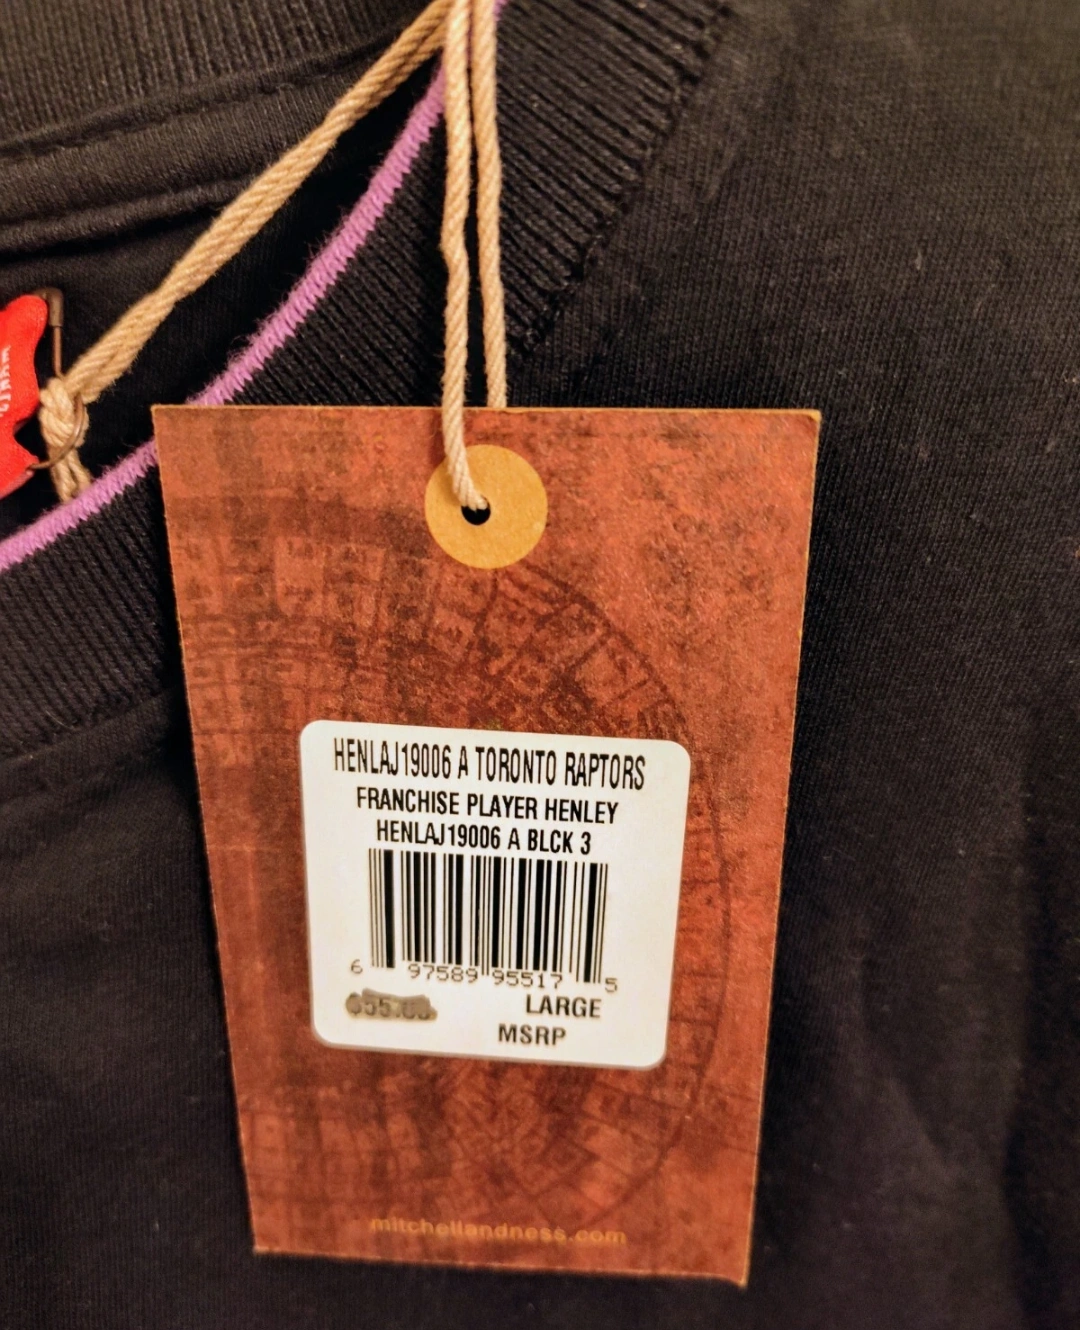 HENLAJ19006 A TORONTO RAPTORS
FRANCHISE PLAYER HENLEY
HENLAJ19006 A BLCK 3
6 97589 95517 5
LARGE
MSRP
mitchellandness.com